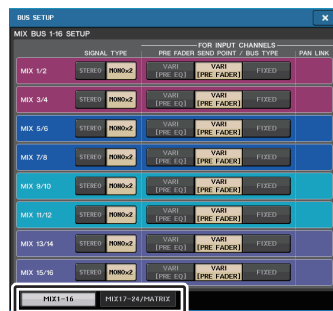 BUS SETUP ×
MIX BUS 1-16 SETUP
FOR INPUT CHANNELS
SIGNAL TYPE PRE FADER SEND POINT / BUS TYPE PAN LINK
MIX 1/2 STEREO MONOx2 VARI [PRE EQ] VARI [PRE FADER] FIXED
MIX 3/4 STEREO MONOx2 VARI [PRE EQ] VARI [PRE FADER] FIXED
MIX 5/6 STEREO MONOx2 VARI [PRE EQ] VARI [PRE FADER] FIXED
MIX 7/8 STEREO MONOx2 VARI [PRE EQ] VARI [PRE FADER] FIXED
MIX 9/10 STEREO MONOx2 VARI [PRE EQ] VARI [PRE FADER] FIXED
MIX 11/12 STEREO MONOx2 VARI [PRE EQ] VARI [PRE FADER] FIXED
MIX 13/14 STEREO MONOx2 VARI [PRE EQ] VARI [PRE FADER] FIXED
MIX 15/16 STEREO MONOx2 VARI [PRE EQ] VARI [PRE FADER] FIXED
MIX1-16 MIX17-24/MATRIX